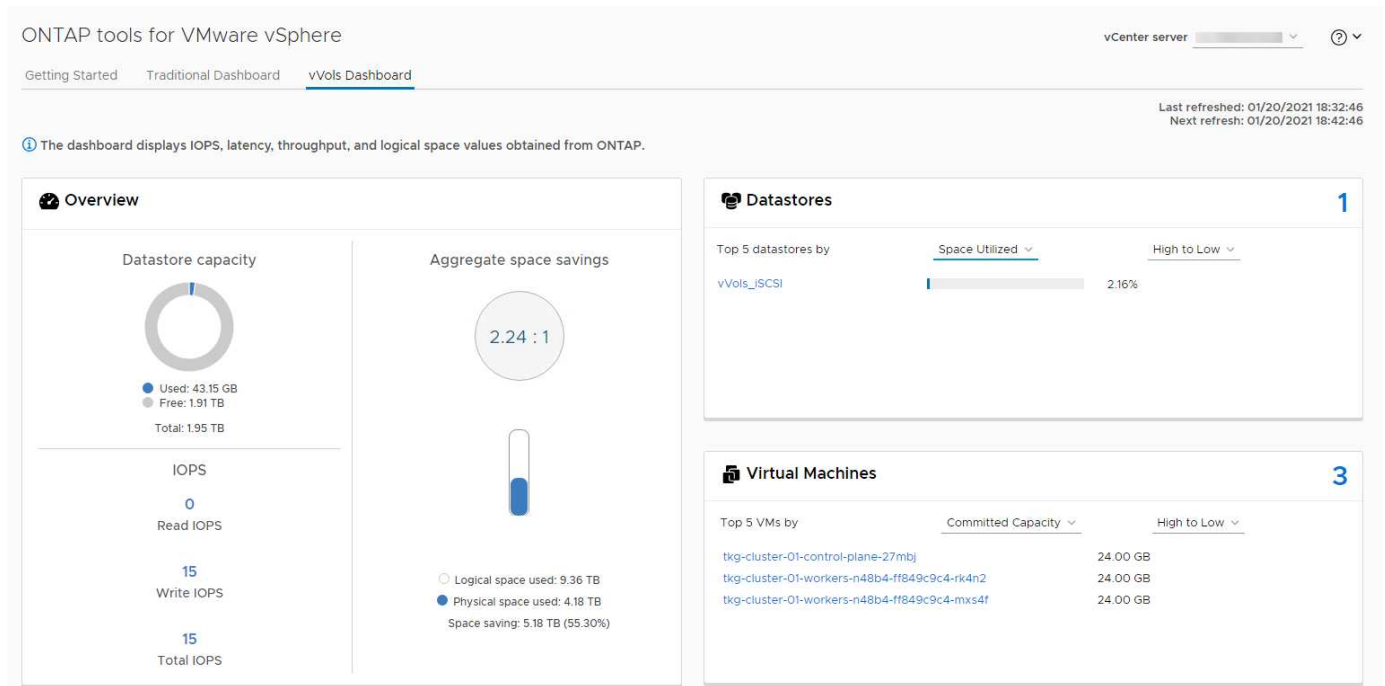 ONTAP tools for VMware vSphere
vCenter server
Getting Started Traditional Dashboard vVols Dashboard
Last refreshed: 01/20/2021 18:32:46
Next refresh: 01/20/2021 18:42:46
The dashboard displays IOPS, latency, throughput, and logical space values obtained from ONTAP.
Overview
Datastore capacity
Used: 43.15 GB
Free: 1.91 TB
Total: 1.95 TB
IOPS
0
Read IOPS
15
Write IOPS
15
Total IOPS
Aggregate space savings
2.24 : 1
Logical space used: 9.36 TB
Physical space used: 4.18 TB
Space saving: 5.18 TB (55.30%)
Datastores 1
Top 5 datastores by Space Utilized High to Low
vVols_iSCSI 2.16%
Virtual Machines 3
Top 5 VMs by Committed Capacity High to Low
tkg-cluster-01-control-plane-27mbj 24.00 GB
tkg-cluster-01-workers-n48b4-ff849c9c4-rk4n2 24.00 GB
tkg-cluster-01-workers-n48b4-ff849c9c4-mxs4f 24.00 GB